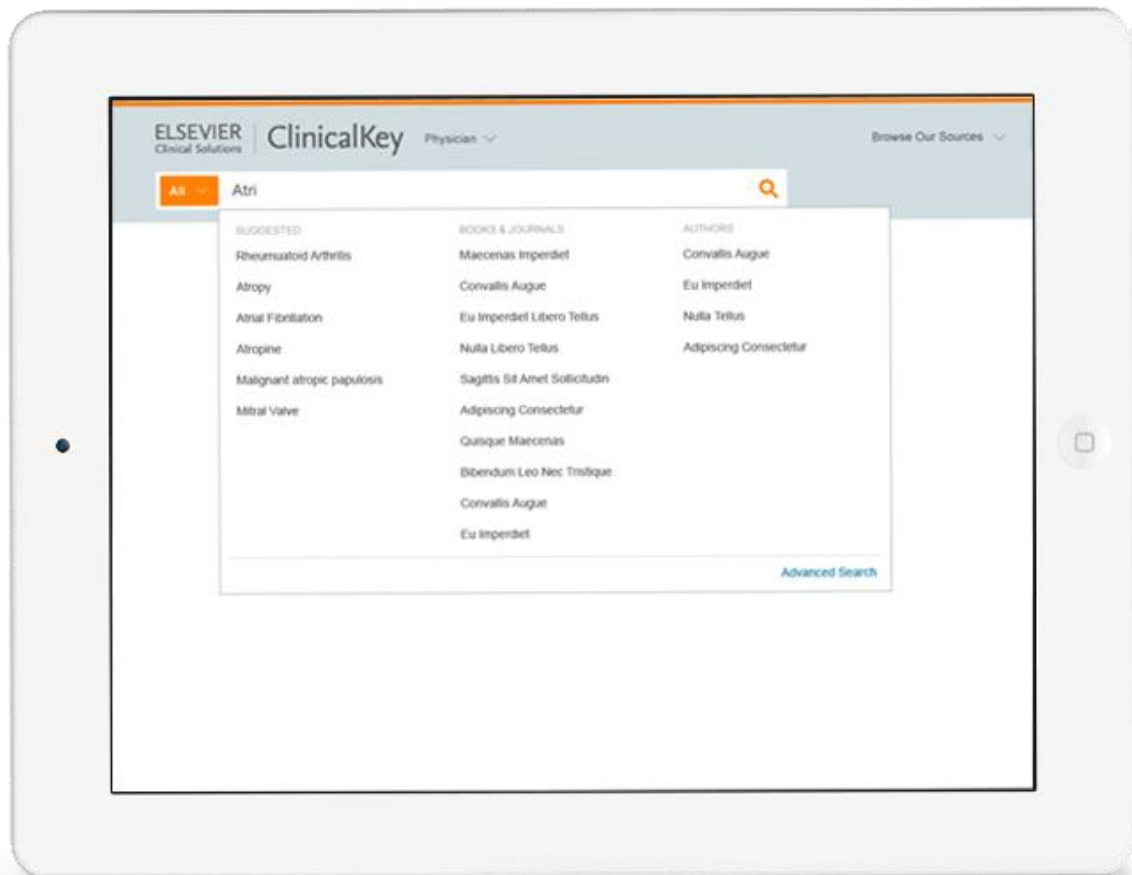 ELSEVIER
Clinical Solutions
ClinicalKey
Physician
Browse Our Sources
All
Atri
SUGGESTED
Rheumuatoid Arthritis
Atropy
Atrial Fibrillation
Atropine
Malignant atropic papulosis
Mitral Valve
BOOKS & JOURNALS
Maecenas Imperdiet
Convallis Augue
Eu Imperdiet Libero Tellus
Nulla Libero Tellus
Sagittis Sit Amet Sollicitudin
Adipiscing Consectetur
Quisque Maecenas
Bibendum Leo Nec Tristique
Convallis Augue
Eu Imperdiet
AUTHORS
Convallis Augue
Eu Imperdiet
Nulla Tellus
Adipiscing Consectetur
Advanced Search